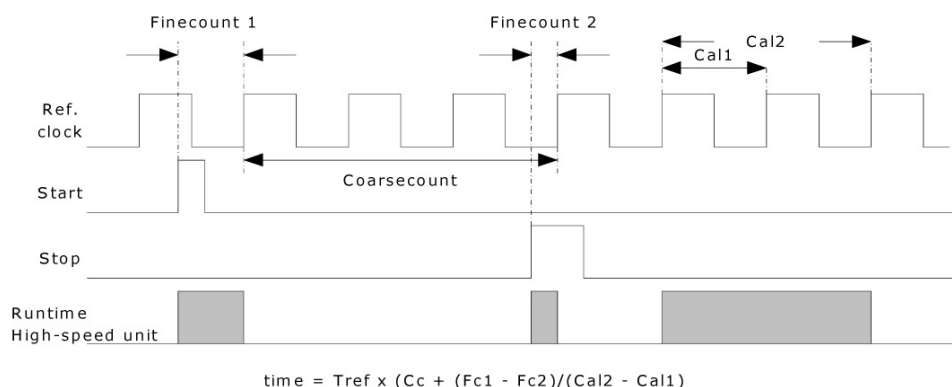 Finecount 1
Finecount 2
Cal2
Cal1
Ref.
clock
Coarsecount
Start
Stop
Runtime
High-speed unit
time = Tref x (Cc + (Fc1 - Fc2)/(Cal2 - Cal1)